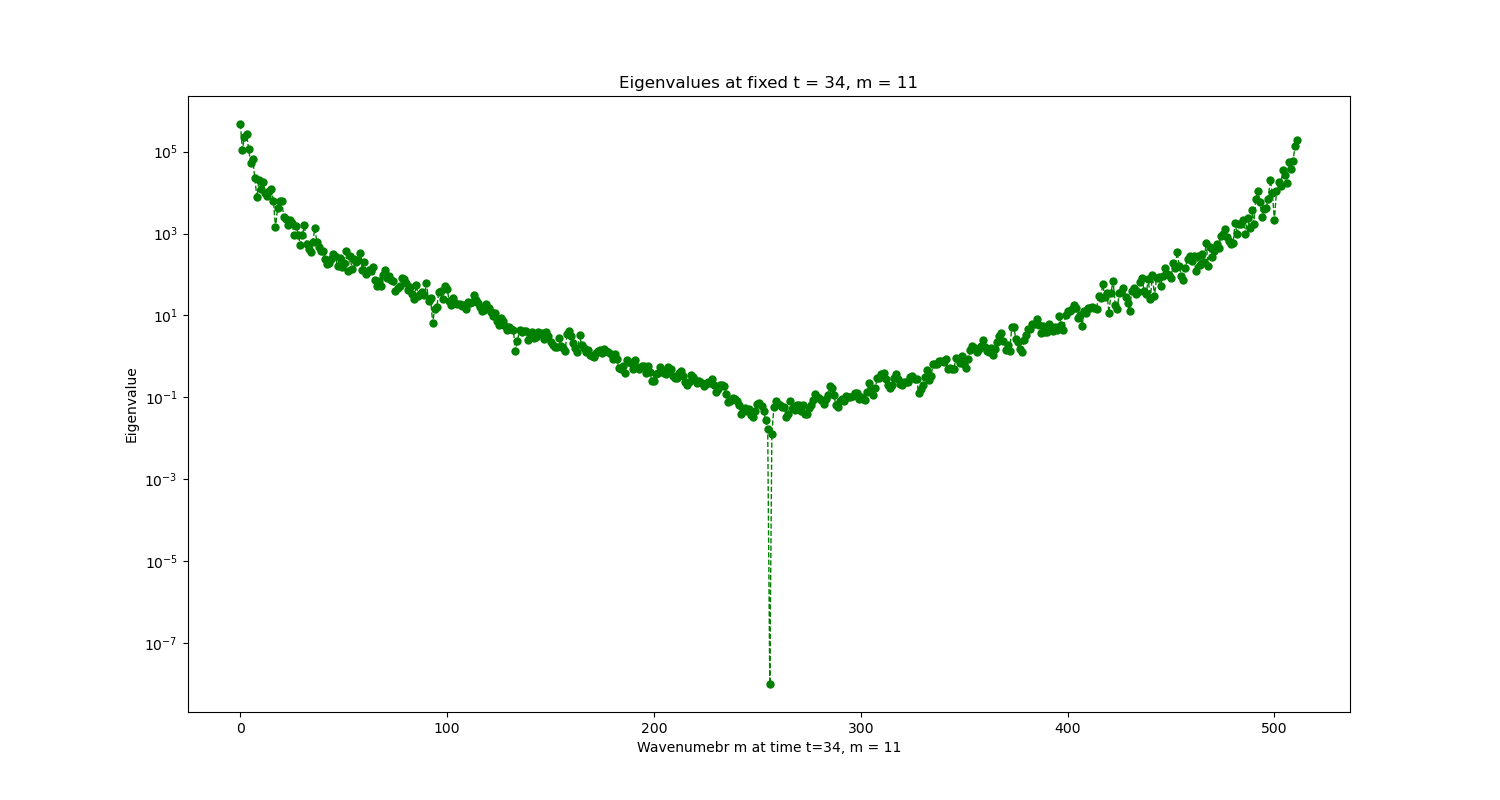 Eigenvalues at fixed t = 34, m = 11
10^5
10^3
10^1
10^-1
10^-3
10^-5
10^-7
Eigenvalue
0 100 200 300 400 500
Wavenumebr m at time t=34, m = 11